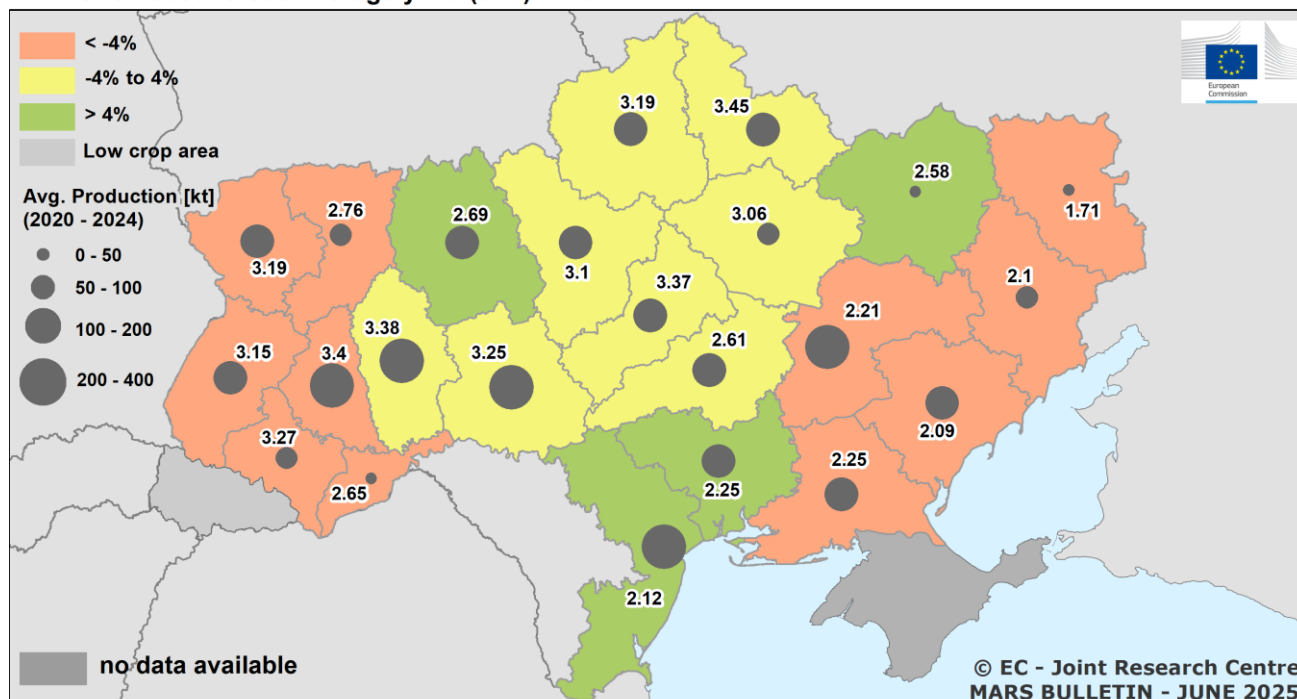 < -4%
-4% to 4%
> 4%
Low crop area
Avg. Production [kt]
(2020 - 2024)
0 - 50
50 - 100
100 - 200
200 - 400
European
Commission
3.19
3.45
2.58
1.71
2.76
2.69
3.19
3.1
3.06
2.1
3.37
2.21
3.38
3.25
2.61
3.15
3.4
2.09
3.27
2.25
2.65
2.25
2.12
no data available
© EC - Joint Research Centre
MARS BULLETIN - JUNE 2025